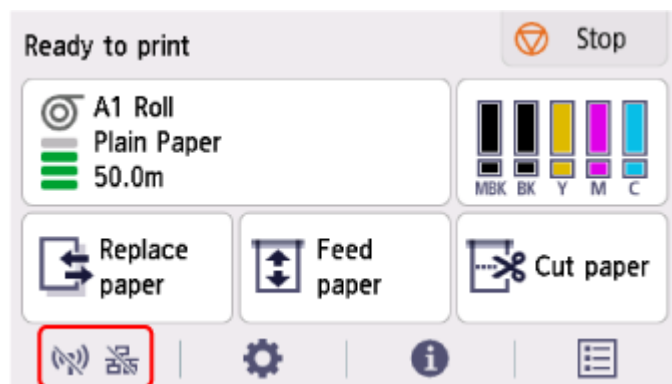 Ready to print
Stop
A1 Roll
Plain Paper
50.0m
MBK BK Y M C
Replace
paper
Feed
paper
Cut paper